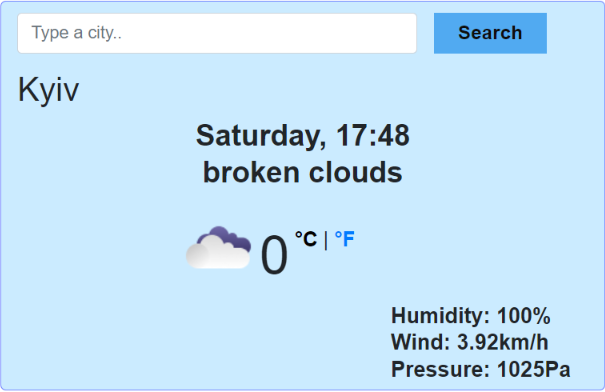 Type a city..
Search
Kyiv
Saturday, 17:48
broken clouds
0 °C | °F
Humidity: 100%
Wind: 3.92km/h
Pressure: 1025Pa